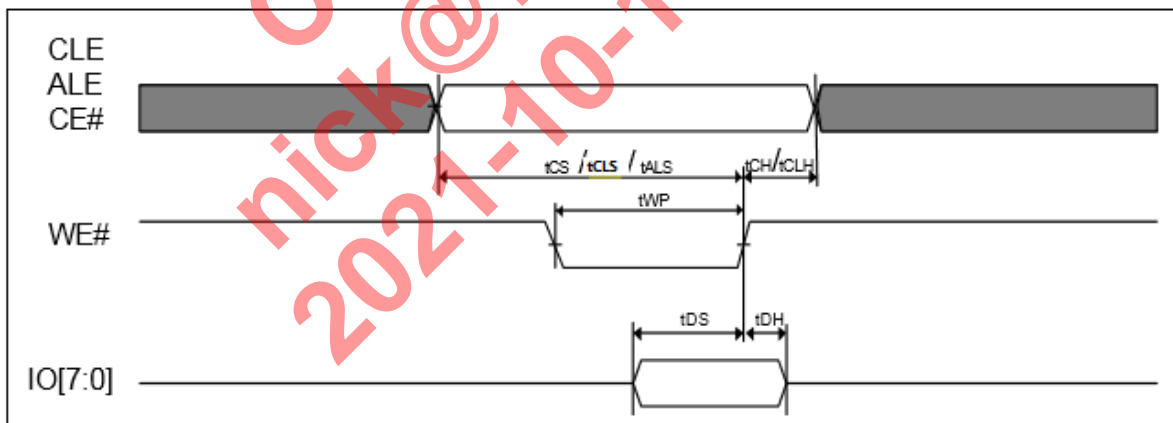 CLE
ALE
CE#
tCS /tCLS / tALS
tCH/tCLH
tWP
WE#
tDS
tDH
IO[7:0]
nick@
2021-10-1